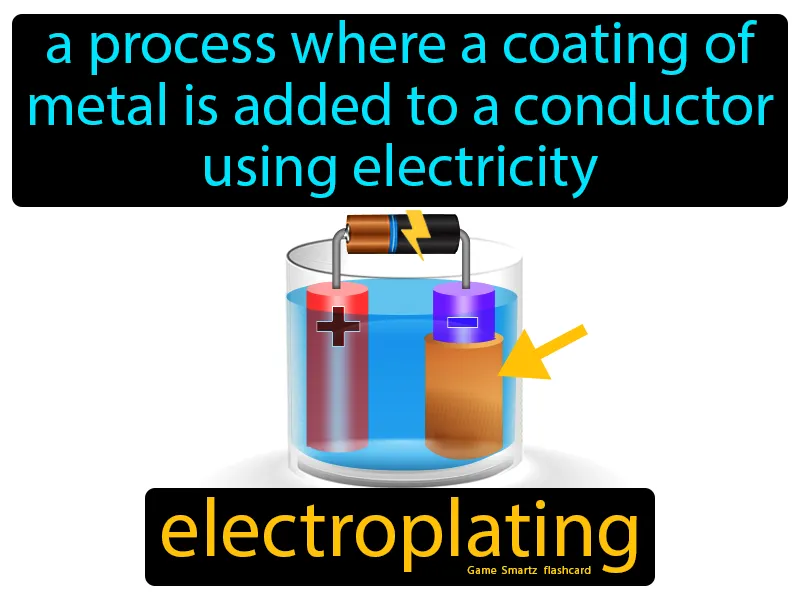 a process where a coating of
metal is added to a conductor
using electricity
+
-
electroplating
Game Smartz flashcard